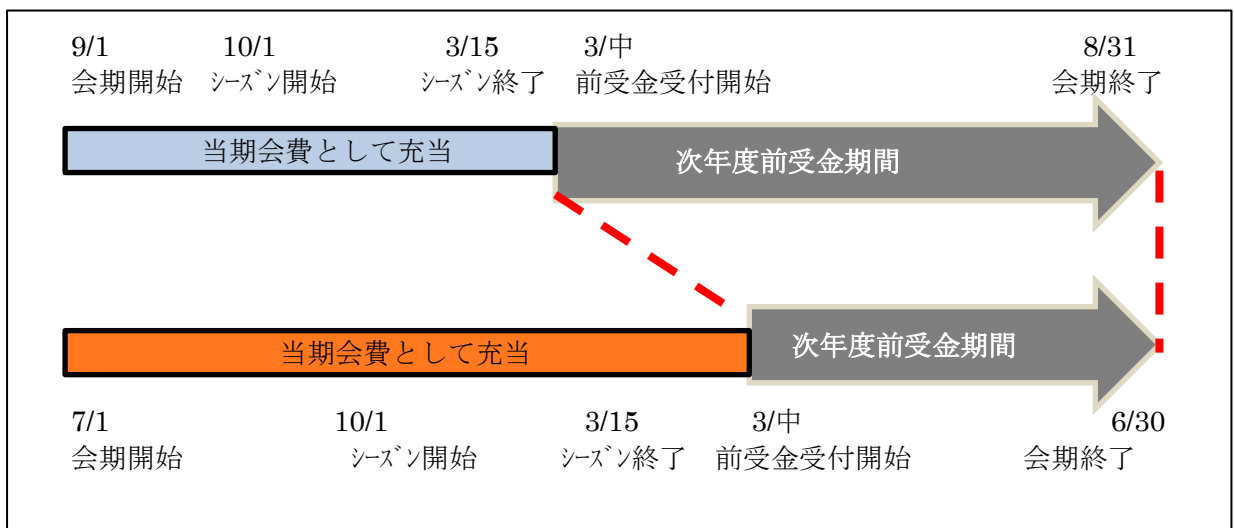 9/1 10/1 3/15 3/中 8/31
会期開始 ｼｰｽﾞﾝ開始 ｼｰｽﾞﾝ終了 前受金受付開始 会期終了
当期会費として充当 次年度前受金期間
当期会費として充当 次年度前受金期間
7/1 10/1 3/15 3/中 6/30
会期開始 ｼｰｽﾞﾝ開始 ｼｰｽﾞﾝ終了 前受金受付開始 会期終了